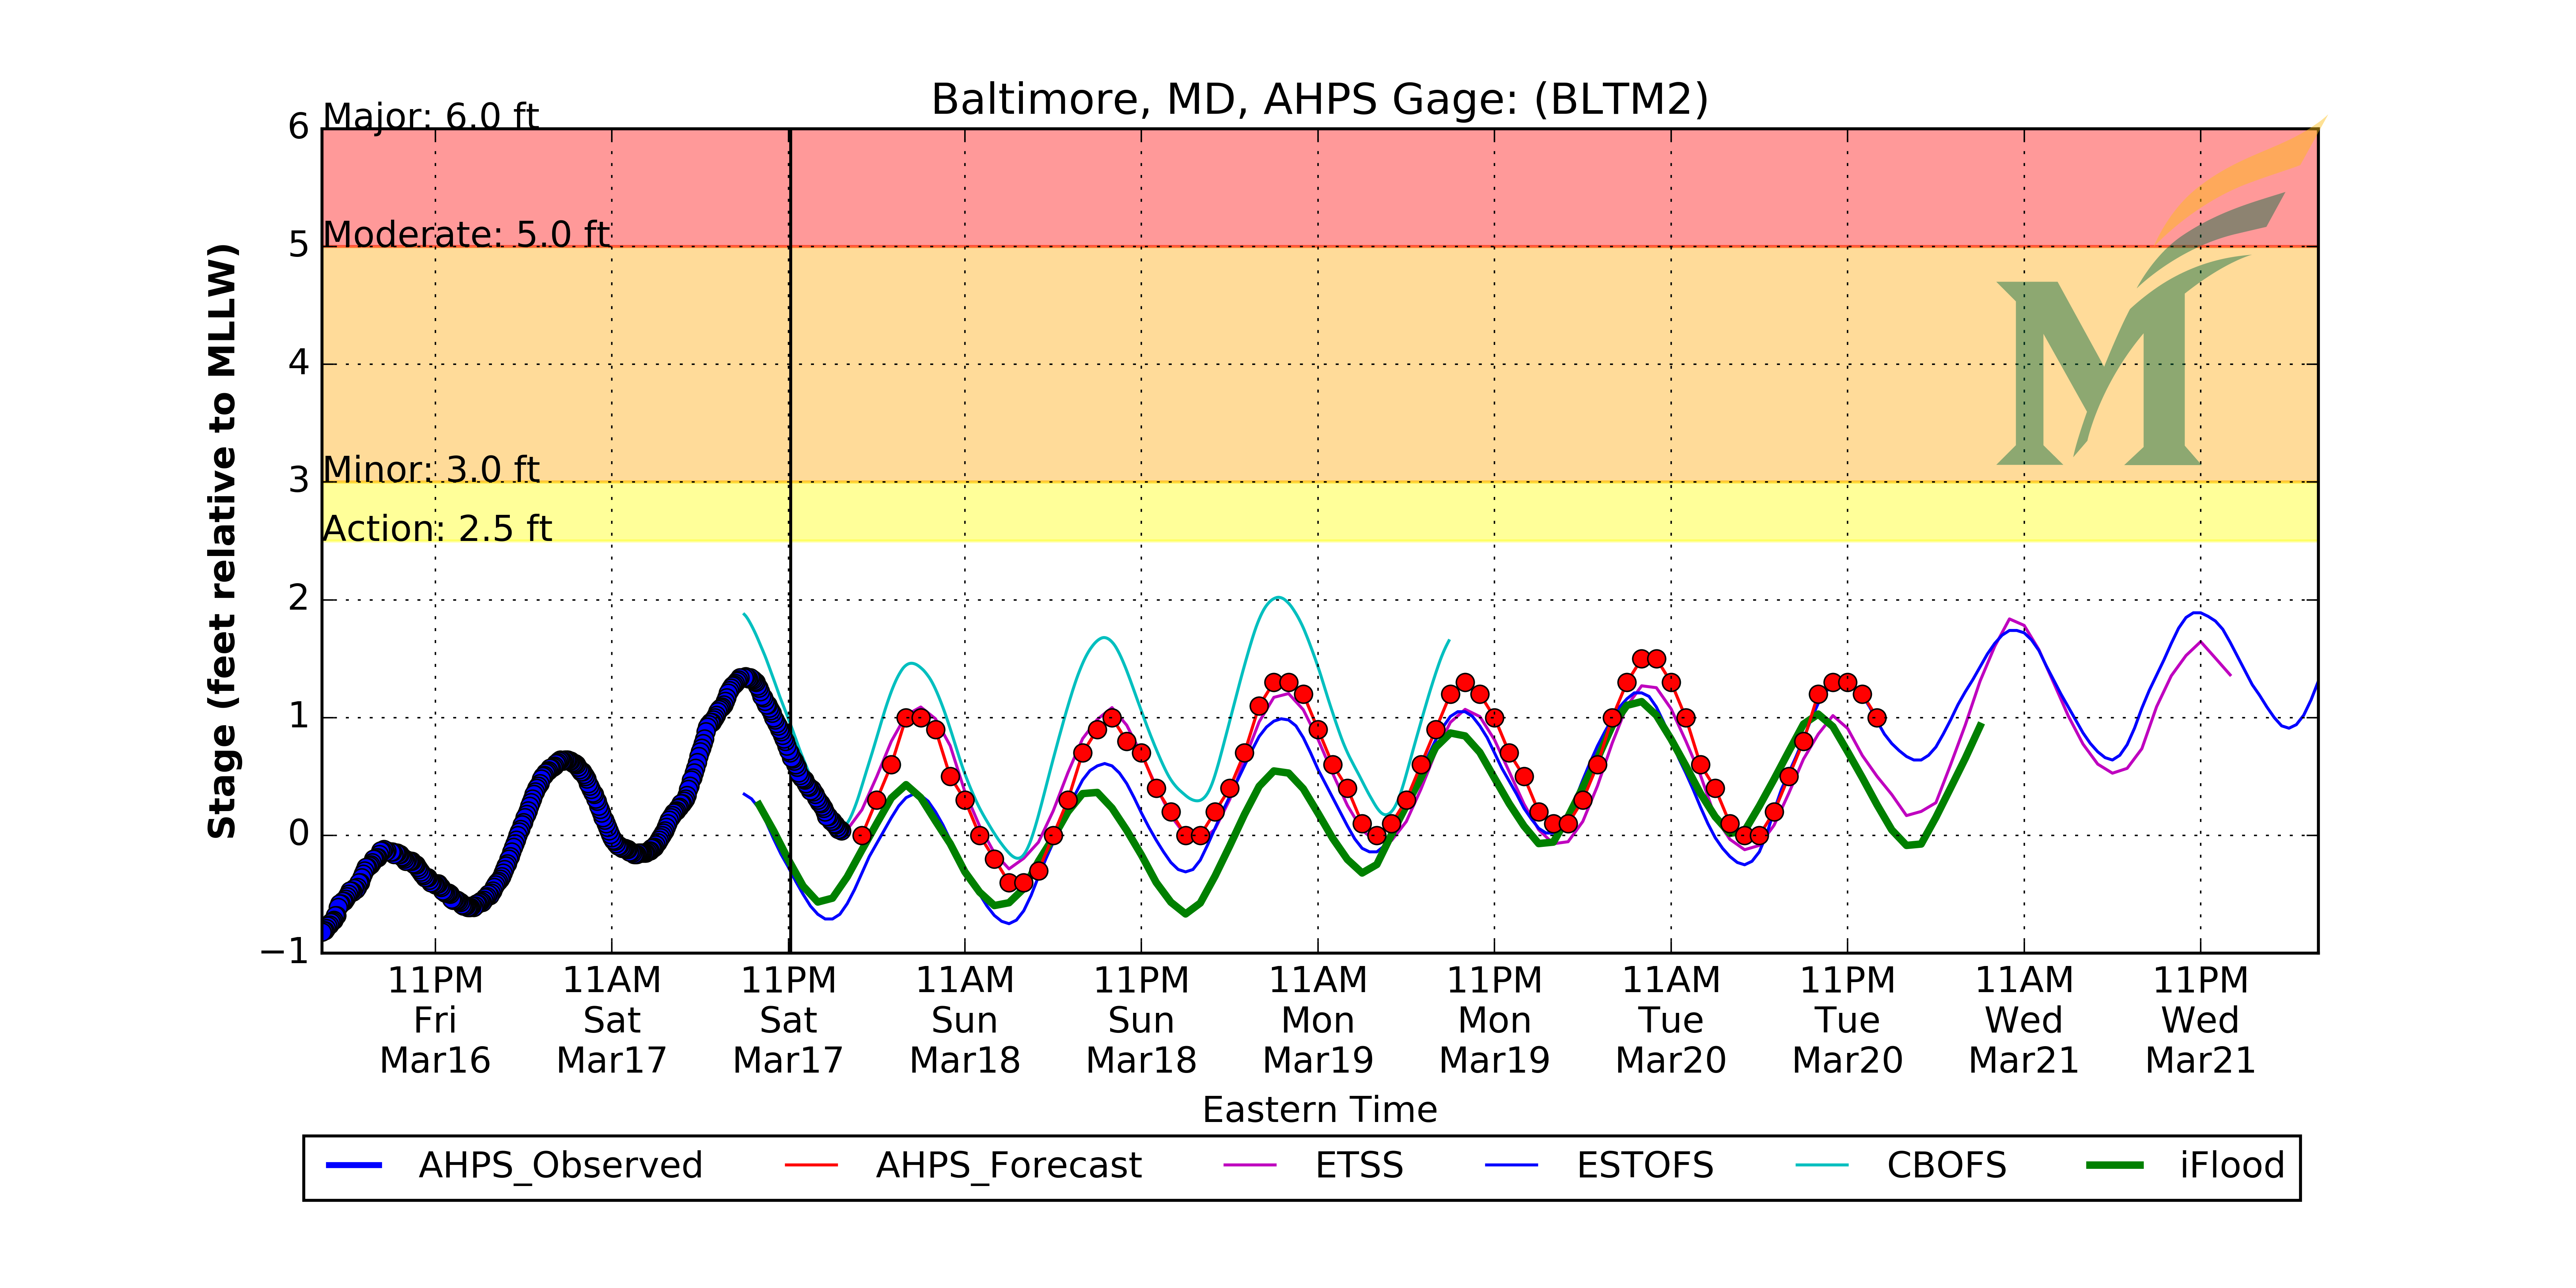 Baltimore, MD, AHPS Gage: (BLTM2)
Major: 6.0 ft
Moderate: 5.0 ft
Minor: 3.0 ft
Action: 2.5 ft
Stage (feet relative to MLLW)
6
5
4
3
2
1
0
−1
11PM 11AM 11PM 11AM 11PM 11AM 11PM 11AM 11PM 11AM 11PM
Fri Sat Sat Sun Sun Mon Mon Tue Tue Wed Wed
Mar16 Mar17 Mar17 Mar18 Mar18 Mar19 Mar19 Mar20 Mar20 Mar21 Mar21
Eastern Time
AHPS_Observed AHPS_Forecast ETSS ESTOFS CBOFS iFlood
M